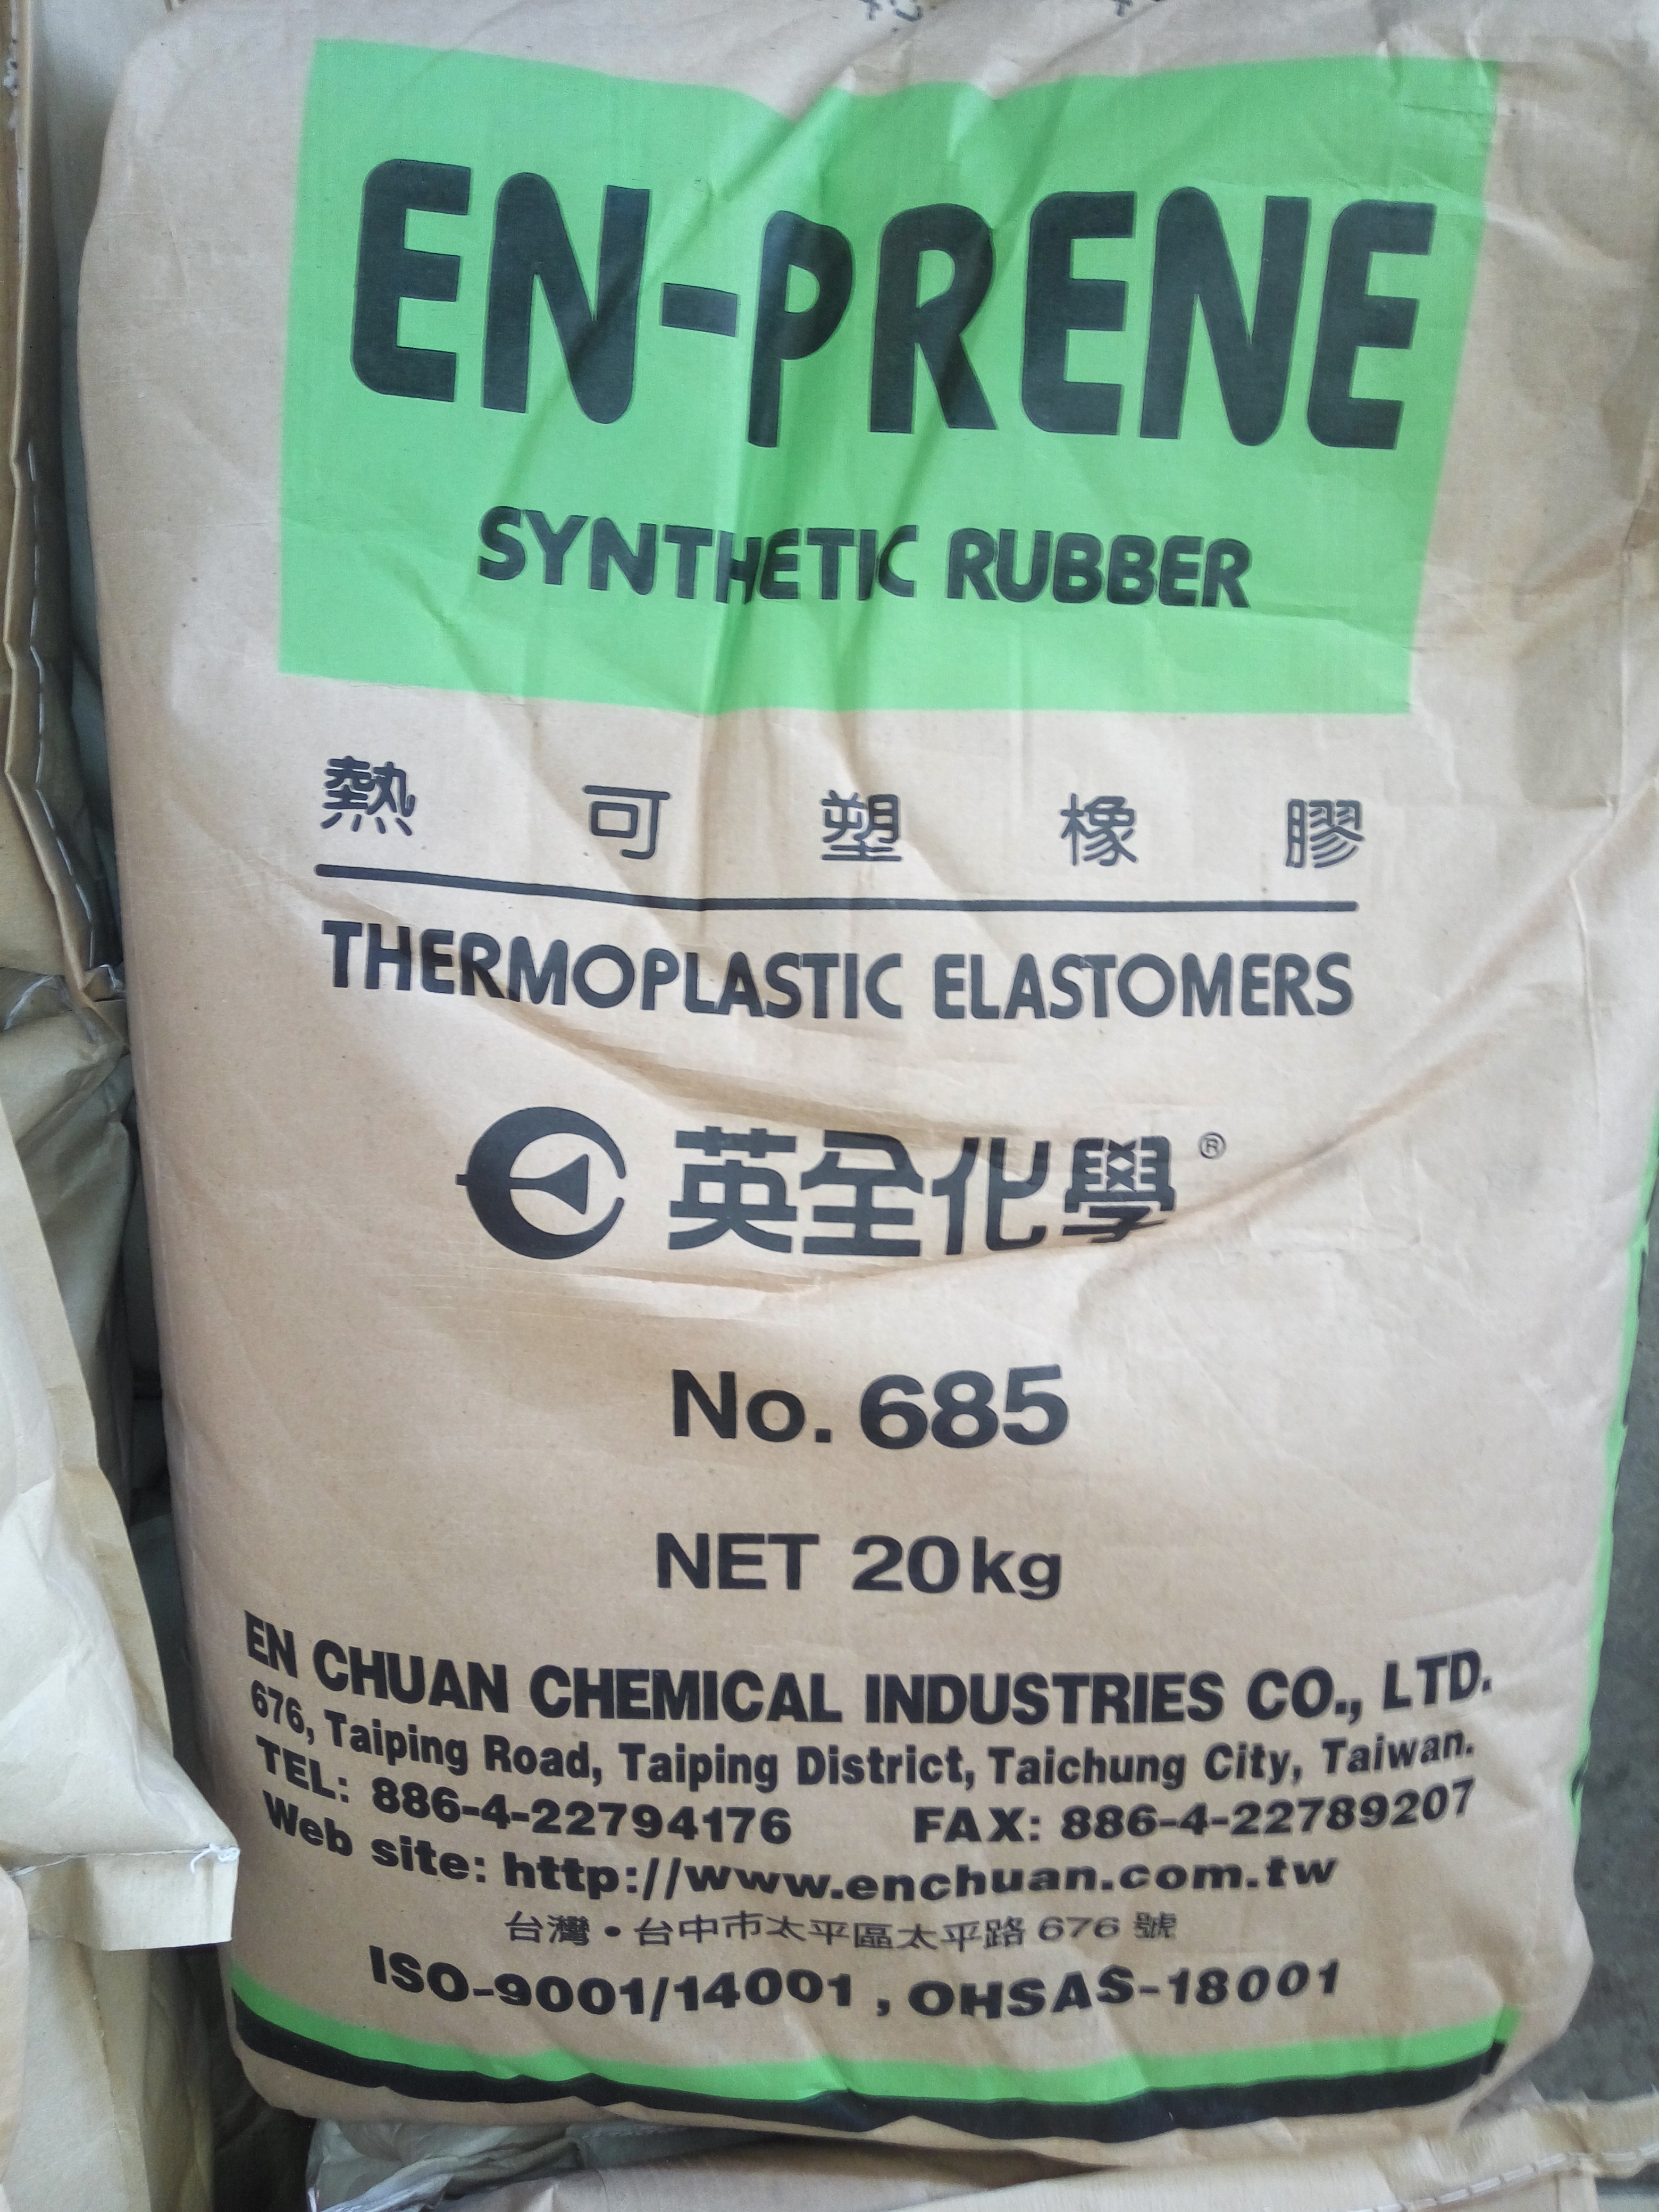 EN-PRENE
SYNTHETIC RUBBER
熱可塑橡膠
THERMOPLASTIC ELASTOMERS
英全化學®
No. 685
NET 20kg
EN CHUAN CHEMICAL INDUSTRIES CO., LTD.
676, Taiping Road, Taiping District, Taichung City, Taiwan.
TEL: 886-4-22794176 FAX: 886-4-22789207
Web site: http://www.enchuan.com.tw
台灣•台中市太平區太平路 676 號
ISO-9001/14001 , OHSAS-18001